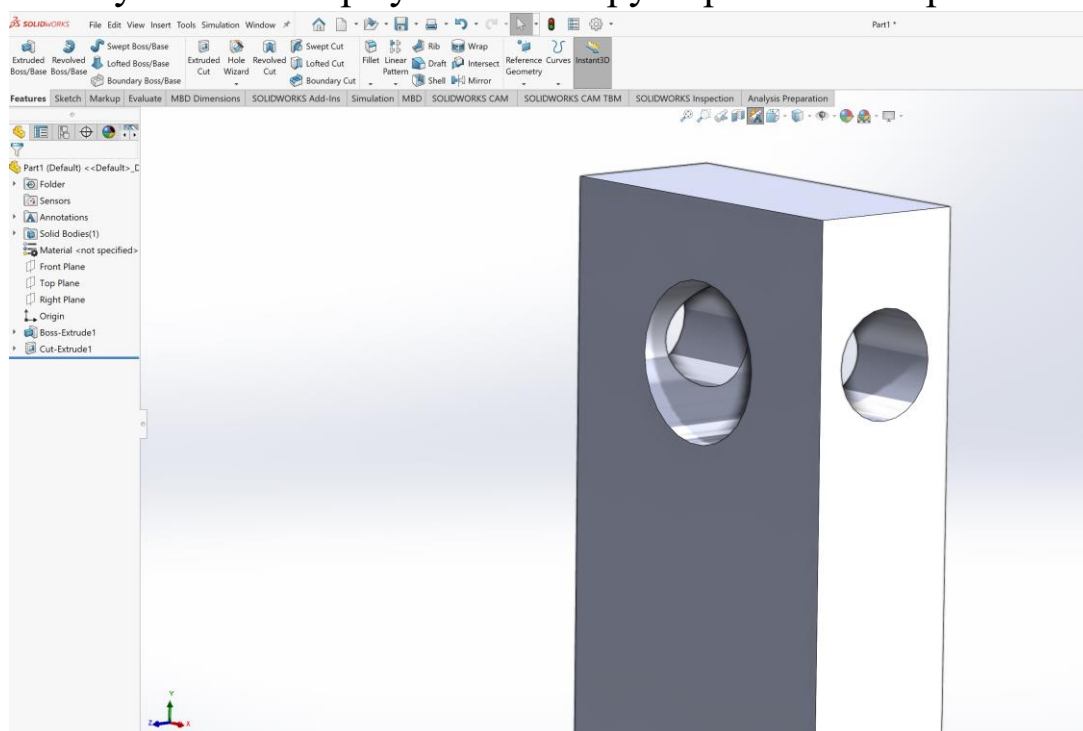 SOLIDWORKS File Edit View Insert Tools Simulation Window
Part1 *
Extruded Boss/Base
Revolved Boss/Base
Swept Boss/Base
Lofted Boss/Base
Boundary Boss/Base
Extruded Cut
Hole Wizard
Revolved Cut
Swept Cut
Lofted Cut
Boundary Cut
Fillet
Linear Pattern
Rib
Draft
Shell
Wrap
Intersect
Mirror
Reference Geometry
Curves
Instant3D
Features Sketch Markup Evaluate MBD Dimensions SOLIDWORKS Add-Ins Simulation MBD SOLIDWORKS CAM SOLIDWORKS CAM TBM SOLIDWORKS Inspection Analysis Preparation
Part1 (Default) <<Default>_D
Folder
Sensors
Annotations
Solid Bodies(1)
Material <not specified>
Front Plane
Top Plane
Right Plane
Origin
Boss-Extrude1
Cut-Extrude1
Y
Z
X